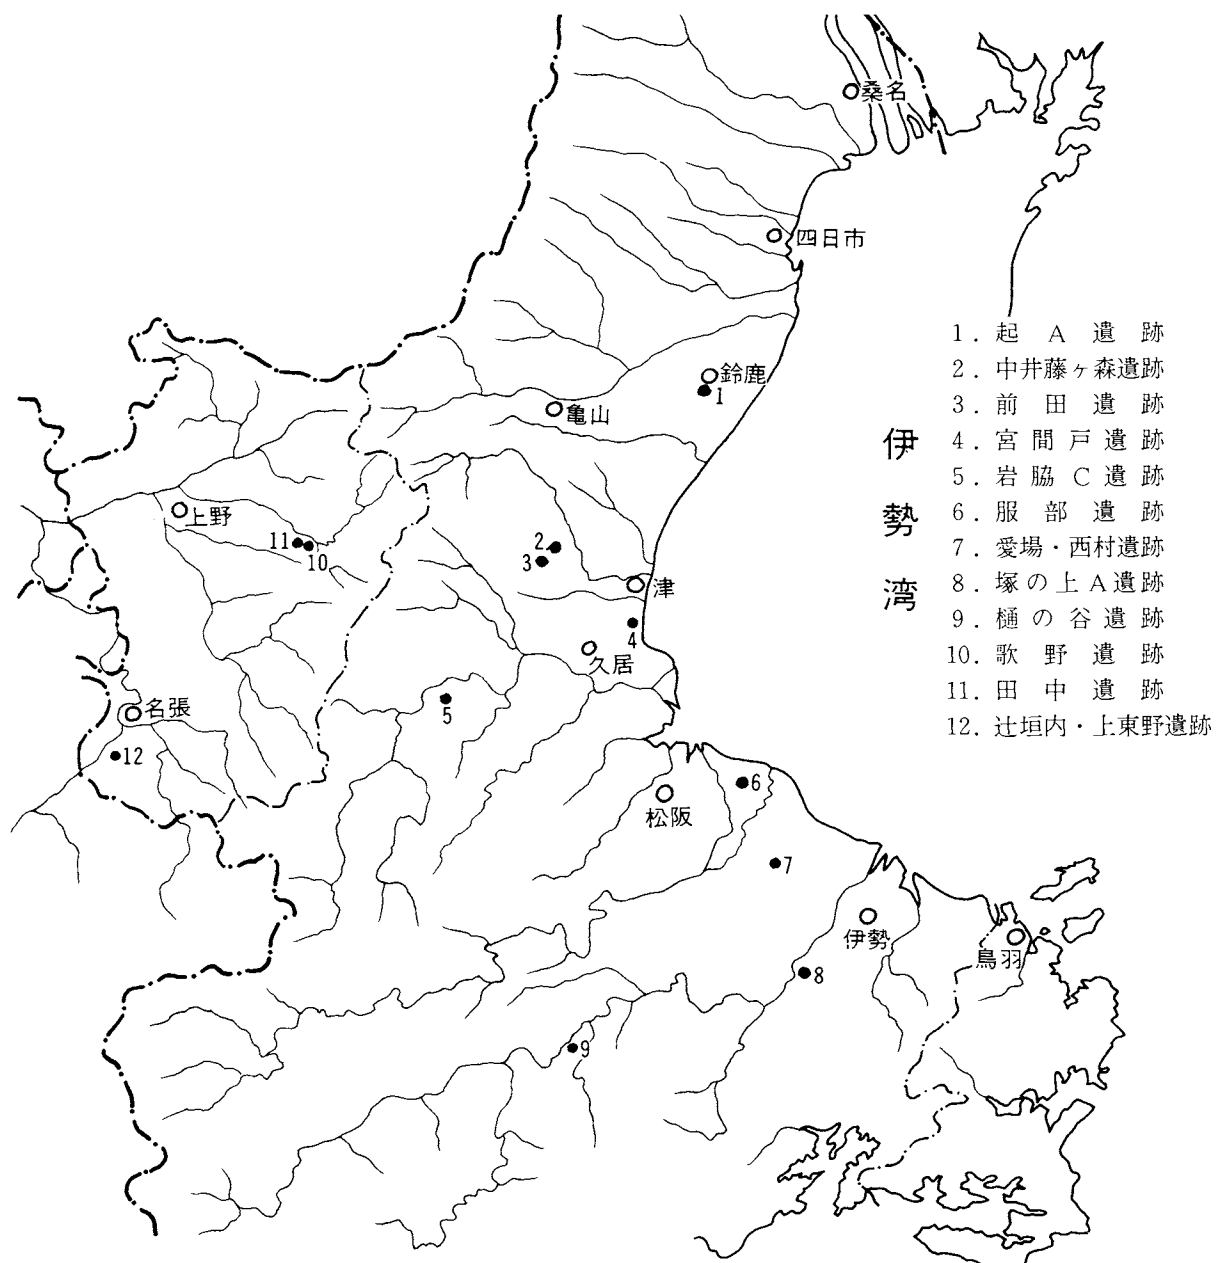 桑名
四日市
鈴鹿
1
亀山
上野
11
10
2
3
津
4
久居
5
名張
12
6
松阪
7
伊勢
鳥羽
8
9
伊勢湾
1. 起A遺跡
2. 中井藤ヶ森遺跡
3. 前田遺跡
4. 宮間戸遺跡
5. 岩脇C遺跡
6. 服部遺跡
7. 愛場・西村遺跡
8. 塚の上A遺跡
9. 樋の谷遺跡
10. 歌野遺跡
11. 田中遺跡
12. 辻垣内・上東野遺跡